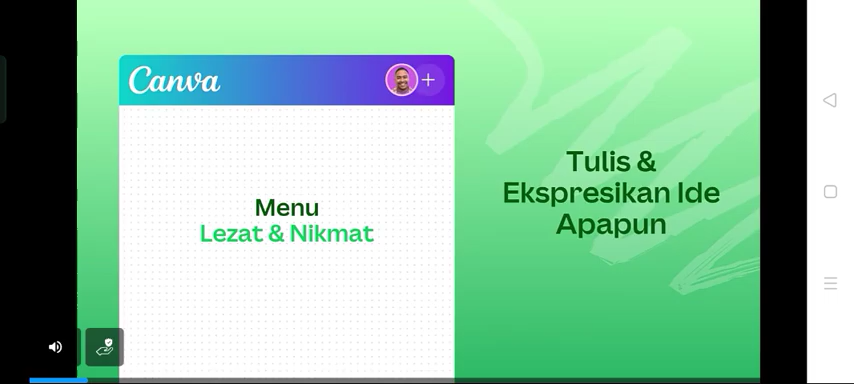 Canva
Menu
Lezat & Nikmat
Tulis &
Ekspresikan Ide
Apapun